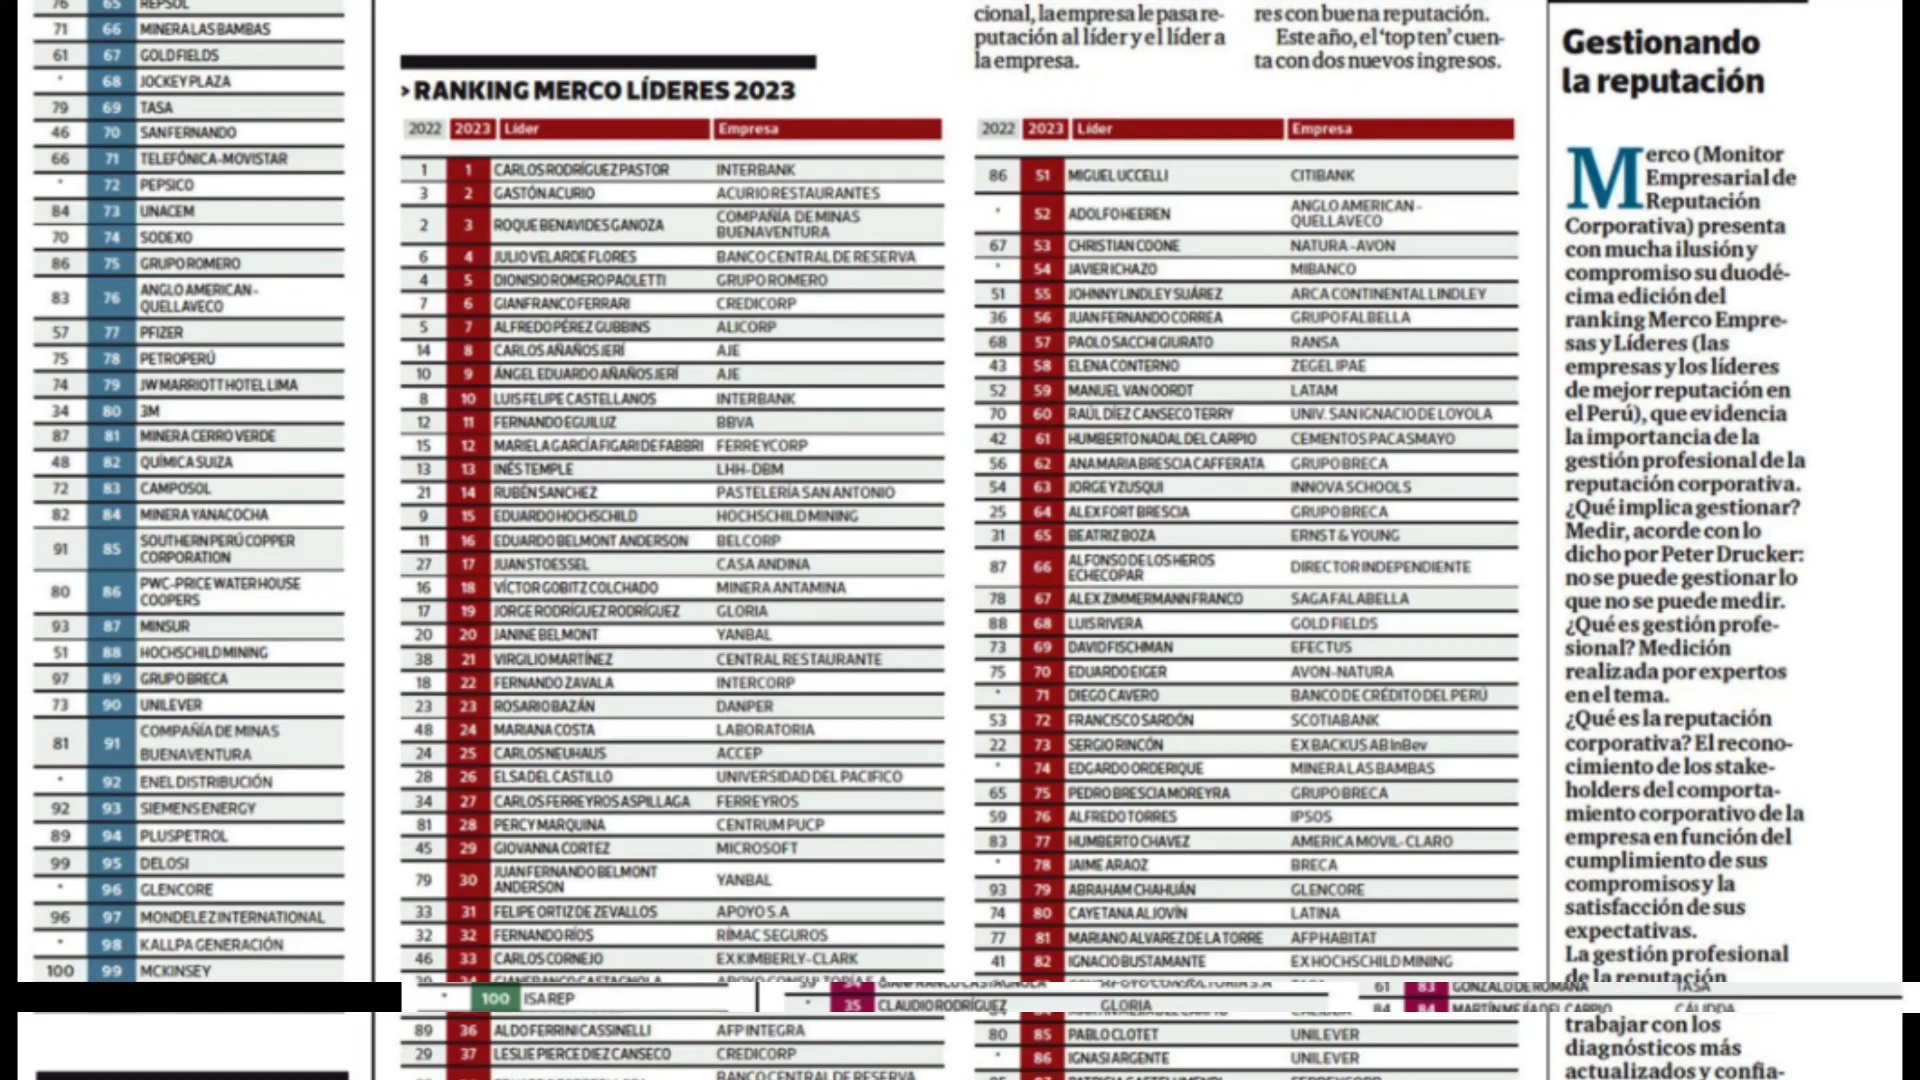 76 65 REPSOL
71 66 MINERA LAS BAMBAS
61 67 GOLD FIELDS
* 68 JOCKEY PLAZA
79 69 TASA
46 70 SAN FERNANDO
66 71 TELEFÓNICA-MOVISTAR
* 72 PEPSICO
84 73 UNACEM
70 74 SODEXO
86 75 GRUPO ROMERO
83 76 ANGLO AMERICAN-
QUELLAVECO
57 77 PFIZER
75 78 PETROPERÚ
74 79 JW MARRIOTT HOTEL LIMA
34 80 3M
87 81 MINERA CERRO VERDE
48 82 QUÍMICA SUIZA
72 83 CAMPOSOL
82 84 MINERA YANACOCHA
91 85 SOUTHERN PERÚ COPPER
CORPORATION
80 86 PWC-PRICE WATERHOUSE
COOPERS
93 87 MINSUR
51 88 HOCHSCHILD MINING
97 89 GRUPO BRECA
73 90 UNILEVER
81 91 COMPAÑÍA DE MINAS
BUENAVENTURA
* 92 ENEL DISTRIBUCIÓN
92 93 SIEMENS ENERGY
89 94 PLUSPETROL
99 95 DELOSI
* 96 GLENCORE
96 97 MONDELEZ INTERNATIONAL
* 98 KALLPA GENERACIÓN
100 99 MCKINSEY
* 100 ISA REP
> RANKING MERCO LÍDERES 2023
2022 2023 Líder Empresa
1 1 CARLOS RODRÍGUEZ PASTOR INTERBANK
3 2 GASTÓN ACURIO ACURIO RESTAURANTES
2 3 ROQUE BENAVIDES GANOZA COMPAÑÍA DE MINAS
BUENAVENTURA
6 4 JULIO VELARDE FLORES BANCO CENTRAL DE RESERVA
4 5 DIONISIO ROMERO PAOLETTI GRUPO ROMERO
7 6 GIANFRANCO FERRARI CREDICORP
5 7 ALFREDO PÉREZ GUBBINS ALICORP
14 8 CARLOS AÑAÑOS JERÍ AJE
10 9 ÁNGEL EDUARDO AÑAÑOS JERÍ AJE
8 10 LUIS FELIPE CASTELLANOS INTERBANK
12 11 FERNANDO EGUILUZ BBVA
15 12 MARIELA GARCÍA FIGARI DE FABBRI FERREYCORP
13 13 INÉS TEMPLE LHH-DBM
21 14 RUBÉN SANCHEZ PASTELERÍA SAN ANTONIO
9 15 EDUARDO HOCHSCHILD HOCHSCHILD MINING
11 16 EDUARDO BELMONT ANDERSON BELCORP
27 17 JUAN STOESSEL CASA ANDINA
16 18 VÍCTOR GOBITZ COLCHADO MINERA ANTAMINA
17 19 JORGE RODRÍGUEZ RODRÍGUEZ GLORIA
20 20 JANINE BELMONT YANBAL
38 21 VIRGILIO MARTÍNEZ CENTRAL RESTAURANTE
18 22 FERNANDO ZAVALA INTERCORP
23 23 ROSARIO BAZÁN DANPER
48 24 MARIANA COSTA LABORATORIA
24 25 CARLOS NEUHAUS ACCEP
28 26 ELSA DEL CASTILLO UNIVERSIDAD DEL PACIFICO
34 27 CARLOS FERREYROS ASPILLAGA FERREYROS
81 28 PERCY MARQUINA CENTRUM PUCP
45 29 GIOVANNA CORTEZ MICROSOFT
79 30 JUAN FERNANDO BELMONT
ANDERSON YANBAL
33 31 FELIPE ORTIZ DE ZEVALLOS APOYO S.A
32 32 FERNANDO RÍOS RÍMAC SEGUROS
46 33 CARLOS CORNEJO EX KIMBERLY-CLARK
39 34 GIANFRANCO CASTAGNOLA APOYO CONSULTORÍA S.A
* 35 CLAUDIO RODRÍGUEZ GLORIA
89 36 ALDO FERRINI CASSINELLI AFP INTEGRA
29 37 LESLIE PIERCE DIEZ CANSECO CREDICORP
BANCO CENTRAL DE RESERVA
cional, la empresa le pasa re-
putación al líder y el líder a
la empresa.
res con buena reputación.
Este año, el ‘top ten’ cuen-
ta con dos nuevos ingresos.
2022 2023 Líder Empresa
86 51 MIGUEL UCCELLI CITIBANK
* 52 ADOLFO HEEREN ANGLO AMERICAN -
QUELLAVECO
67 53 CHRISTIAN COONE NATURA - AVON
* 54 JAVIER ICHAZO MIBANCO
51 55 JOHNNY LINDLEY SUÁREZ ARCA CONTINENTAL LINDLEY
36 56 JUAN FERNANDO CORREA GRUPO FALBELLA
68 57 PAOLO SACCHI GIURATO RANSA
43 58 ELENA CONTERNO ZEGEL IPAE
52 59 MANUEL VAN OORDT LATAM
70 60 RAÚL DÍEZ CANSECO TERRY UNIV. SAN IGNACIO DE LOYOLA
42 61 HUMBERTO NADAL DEL CARPIO CEMENTOS PACASMAYO
56 62 ANA MARIA BRESCIA CAFFERATA GRUPO BRECA
54 63 JORGE YZUSQUI INNOVA SCHOOLS
25 64 ALEX FORT BRESCIA GRUPO BRECA
31 65 BEATRIZ BOZA ERNST & YOUNG
87 66 ALFONSO DE LOS HEROS
ECHECOPAR DIRECTOR INDEPENDIENTE
78 67 ALEX ZIMMERMANN FRANCO SAGA FALABELLA
88 68 LUIS RIVERA GOLD FIELDS
73 69 DAVID FISCHMAN EFECTUS
75 70 EDUARDO EIGER AVON-NATURA
* 71 DIEGO CAVERO BANCO DE CRÉDITO DEL PERÚ
53 72 FRANCISCO SARDÓN SCOTIABANK
22 73 SERGIO RINCÓN EX BACKUS AB InBev
* 74 EDGARDO ORDERIQUE MINERA LAS BAMBAS
65 75 PEDRO BRESCIA MOREYRA GRUPO BRECA
59 76 ALFREDO TORRES IPSOS
83 77 HUMBERTO CHAVEZ AMERICA MOVIL- CLARO
* 78 JAIME ARAOZ BRECA
93 79 ABRAHAM CHAHUÁN GLENCORE
74 80 CAYETANA ALJOVÍN LATINA
77 81 MARIANO ALVAREZ DE LA TORRE AFP HABITAT
41 82 IGNACIO BUSTAMANTE EX HOCHSCHILD MINING
61 83 GONZALO DE ROMAÑA TASA
84 84 MARTÍN MEJÍA DEL CARPIO CÁLIDDA
80 85 PABLO CLOTET UNILEVER
* 86 IGNASI ARGENTE UNILEVER
Gestionando
la reputación
Merco (Monitor
Empresarial de
Reputación
Corporativa) presenta
con mucha ilusión y
compromiso su duodé-
cima edición del
ranking Merco Empre-
sas y Líderes (las
empresas y los líderes
de mejor reputación en
el Perú), que evidencia
la importancia de la
gestión profesional de la
reputación corporativa.
¿Qué implica gestionar?
Medir, acorde con lo
dicho por Peter Drucker:
no se puede gestionar lo
que no se puede medir.
¿Qué es gestión profe-
sional? Medición
realizada por expertos
en el tema.
¿Qué es la reputación
corporativa? El recono-
cimiento de los stake-
holders del comporta-
miento corporativo de la
empresa en función del
cumplimiento de sus
compromisos y la
satisfacción de sus
expectativas.
La gestión profesional
de la reputación
trabajar con los
diagnósticos más
actualizados y confia-